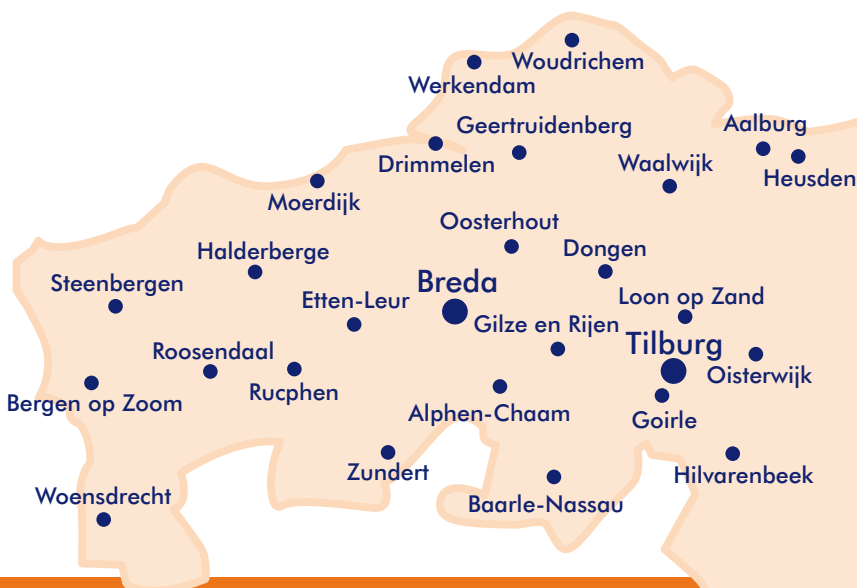 Woudrichem
Werkendam
Geertruidenberg
Aalburg
Drimmelen
Waalwijk
Heusden
Moerdijk
Oosterhout
Halderberge
Dongen
Steenbergen
Breda
Etten-Leur
Loon op Zand
Gilze en Rijen
Tilburg
Roosendaal
Oisterwijk
Rucphen
Bergen op Zoom
Alphen-Chaam
Goirle
Zundert
Hilvarenbeek
Woensdrecht
Baarle-Nassau